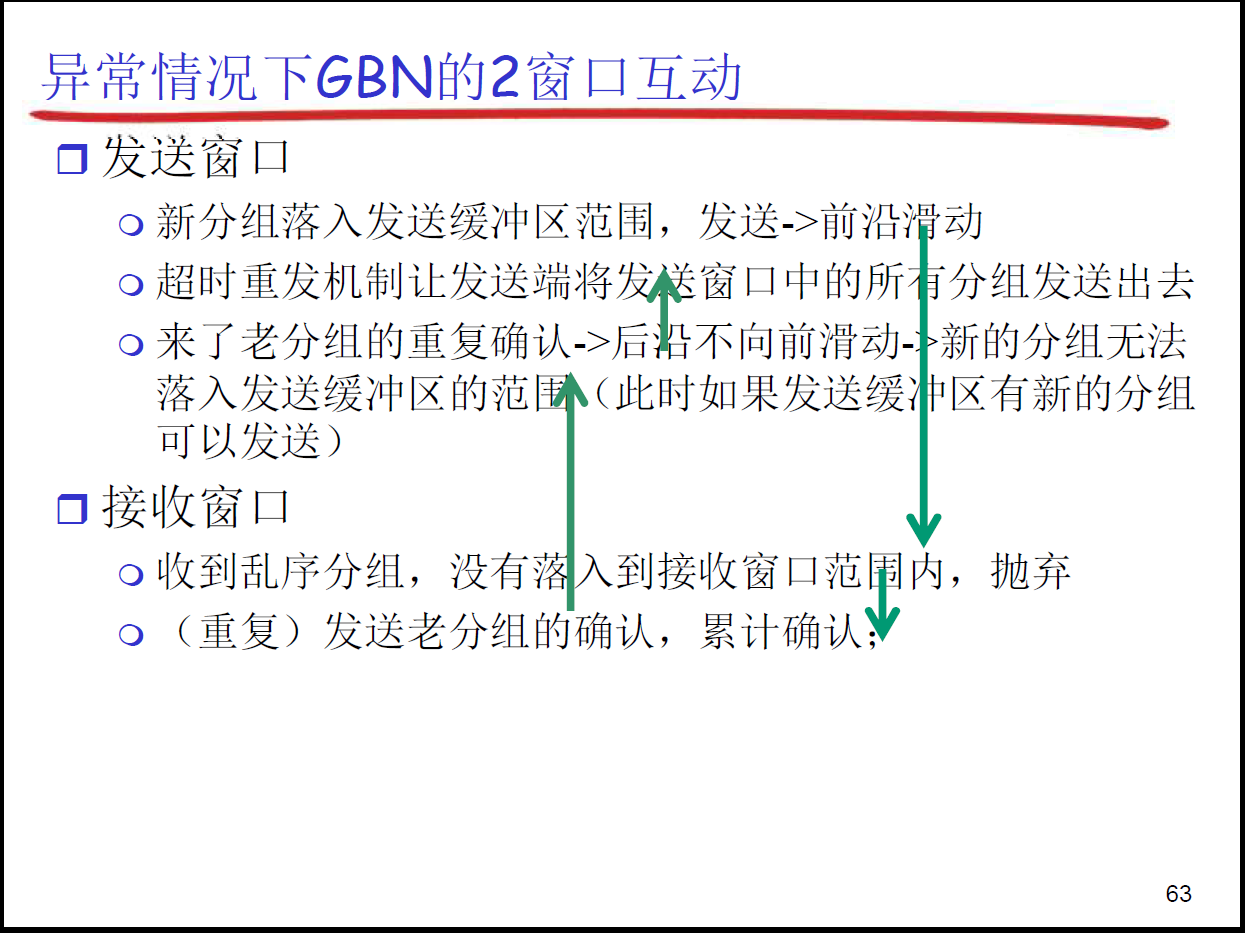 异常情况下GBN的2窗口互动
发送窗口
新分组落入发送缓冲区范围，发送->前沿滑动
超时重发机制让发送端将发送窗口中的所有分组发送出去
来了老分组的重复确认->后沿不向前滑动->新的分组无法
落入发送缓冲区的范围（此时如果发送缓冲区有新的分组
可以发送）
接收窗口
收到乱序分组，没有落入到接收窗口范围内，抛弃
（重复）发送老分组的确认，累计确认；
63